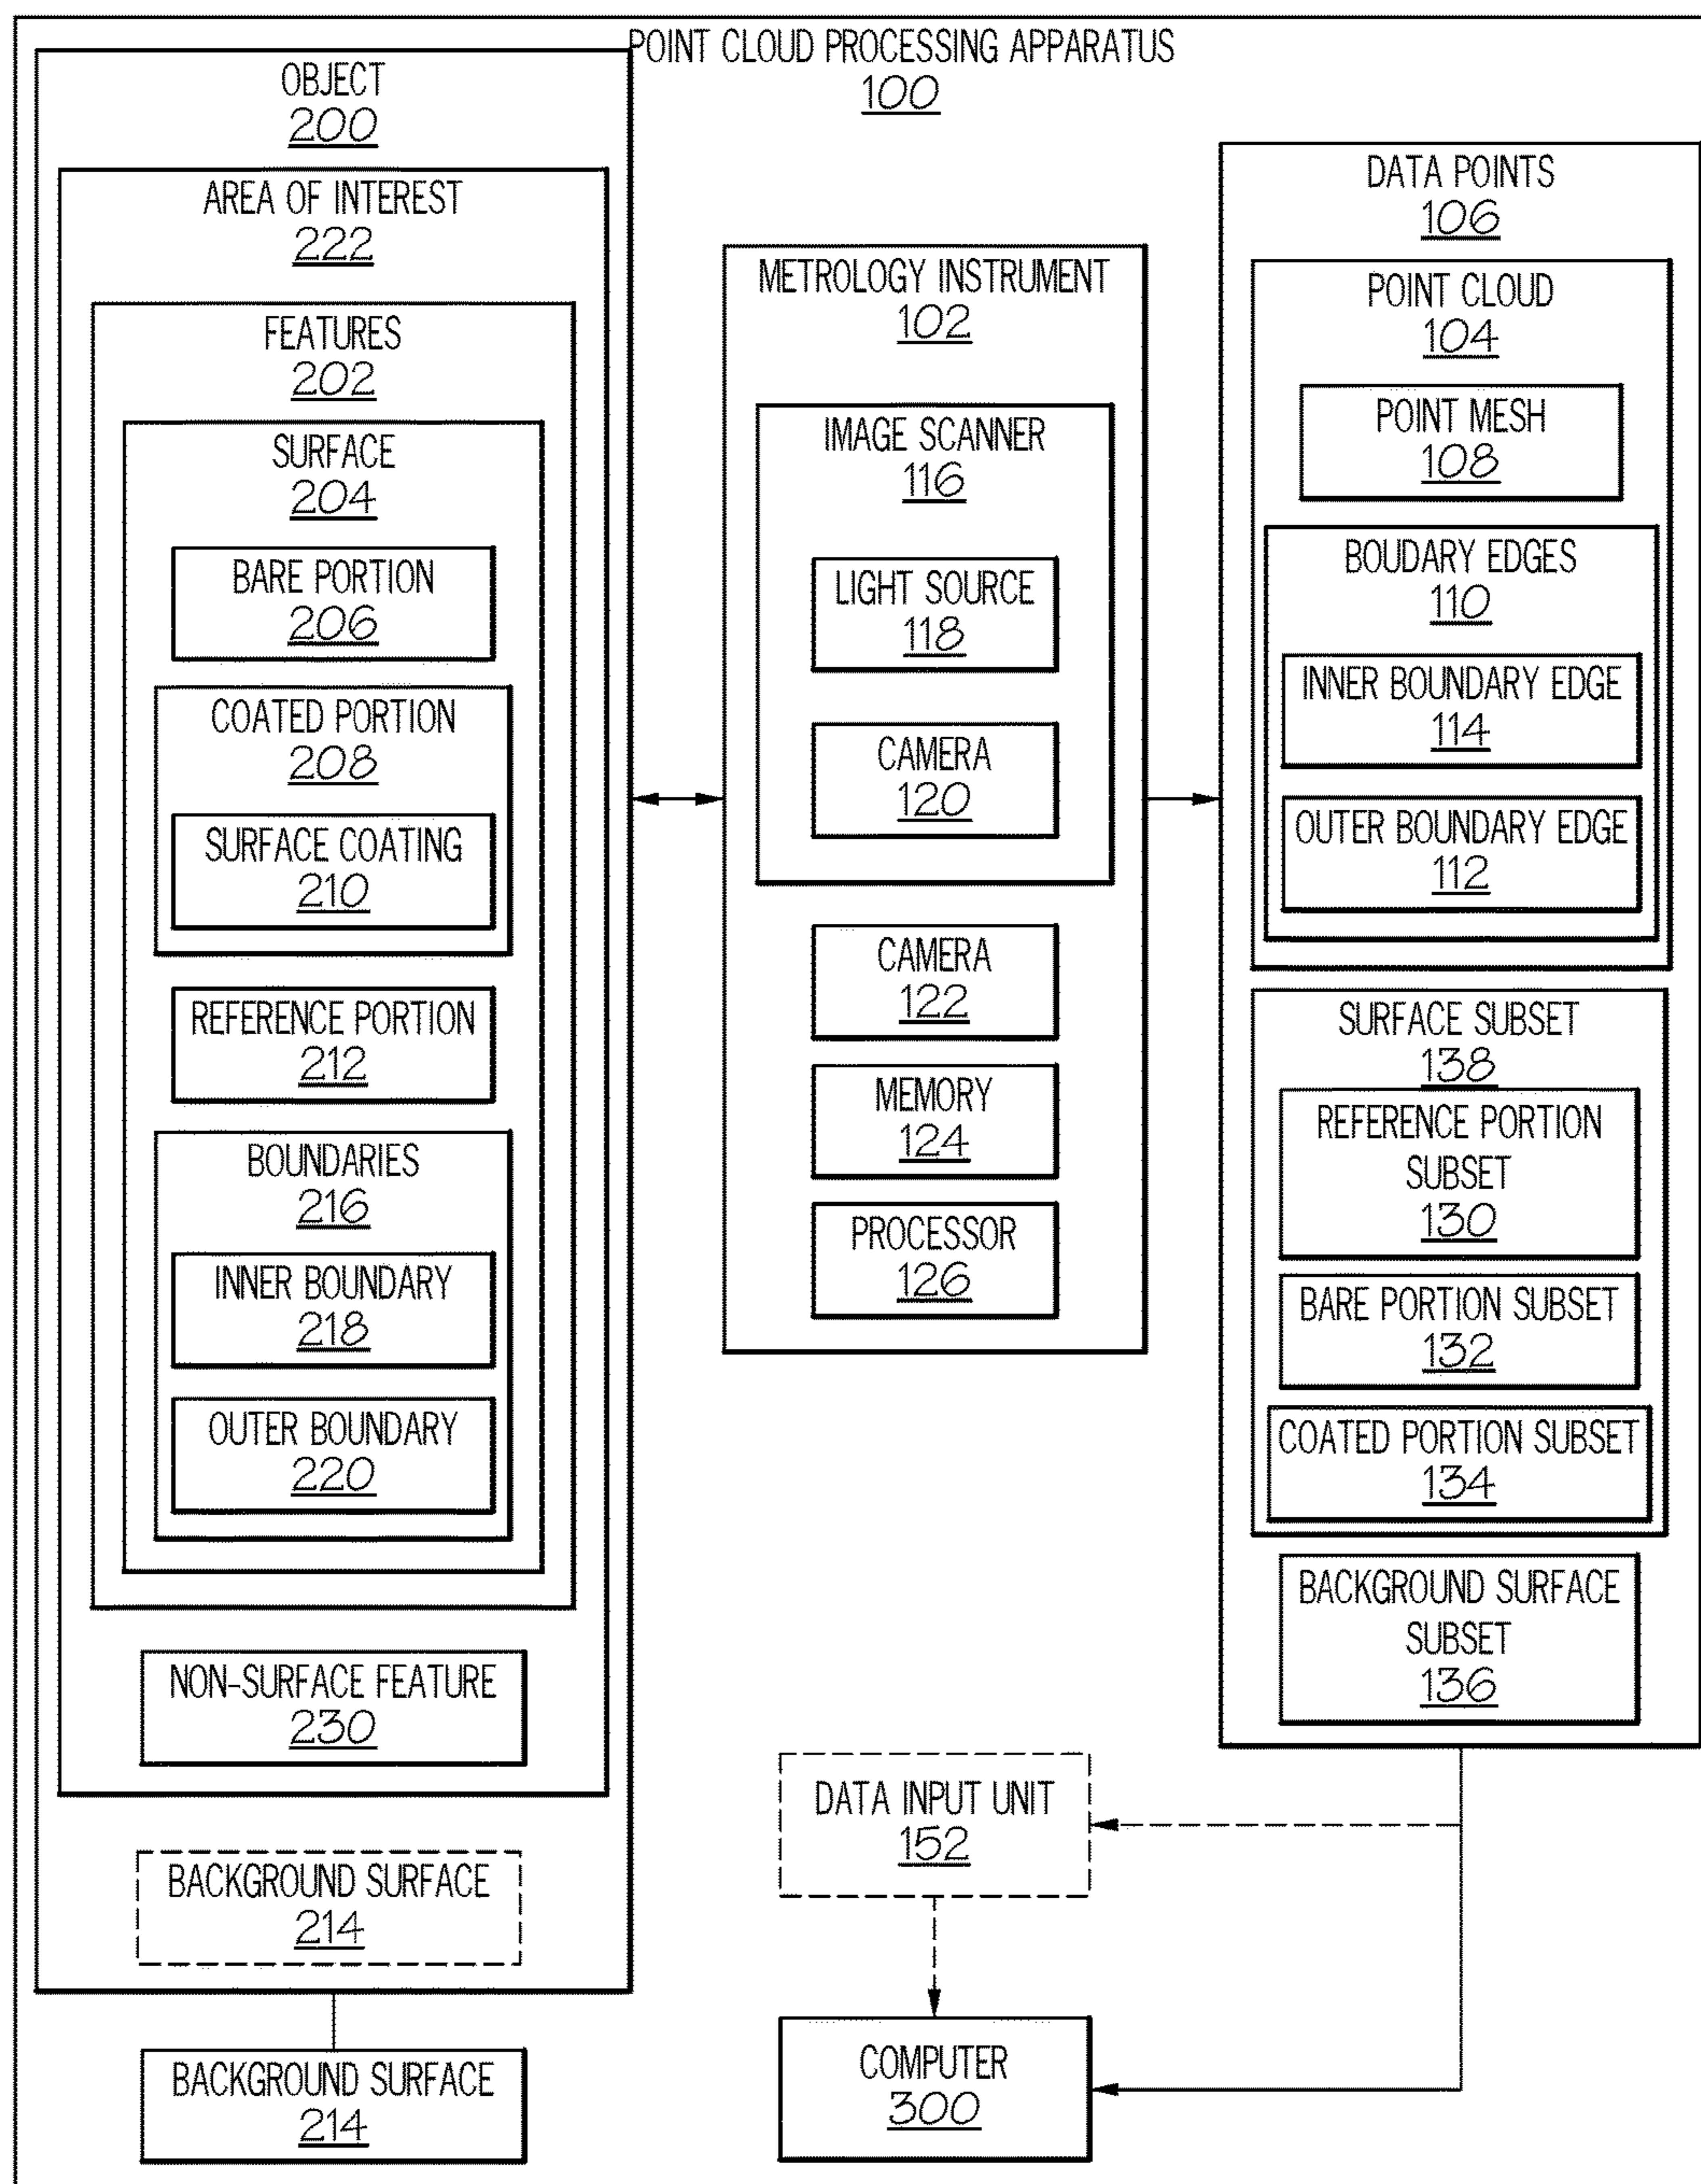 POINT CLOUD PROCESSING APPARATUS
100
OBJECT
200
AREA OF INTEREST
222
FEATURES
202
SURFACE
204
BARE PORTION
206
COATED PORTION
208
SURFACE COATING
210
REFERENCE PORTION
212
BOUNDARIES
216
INNER BOUNDARY
218
OUTER BOUNDARY
220
NON-SURFACE FEATURE
230
BACKGROUND SURFACE
214
BACKGROUND SURFACE
214
METROLOGY INSTRUMENT
102
IMAGE SCANNER
116
LIGHT SOURCE
118
CAMERA
120
CAMERA
122
MEMORY
124
PROCESSOR
126
DATA POINTS
106
POINT CLOUD
104
POINT MESH
108
BOUDARY EDGES
110
INNER BOUNDARY EDGE
114
OUTER BOUNDARY EDGE
112
SURFACE SUBSET
138
REFERENCE PORTION
SUBSET
130
BARE PORTION SUBSET
132
COATED PORTION SUBSET
134
BACKGROUND SURFACE
SUBSET
136
DATA INPUT UNIT
152
COMPUTER
300